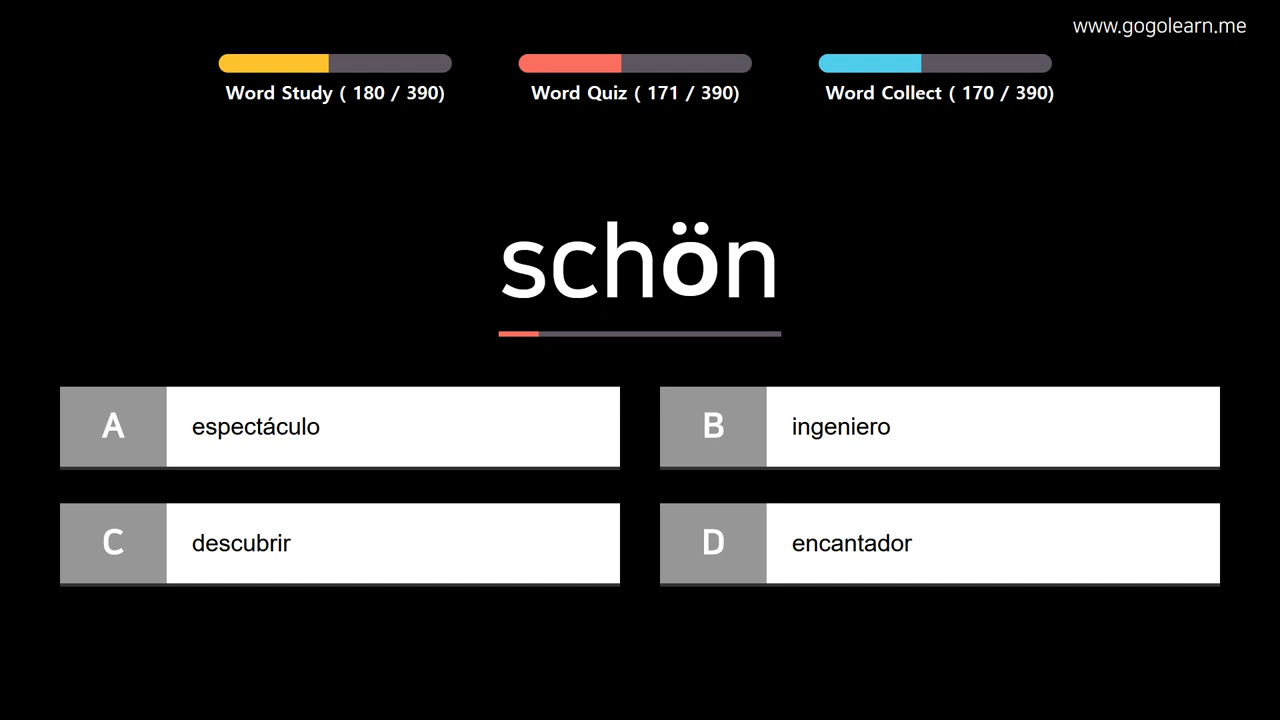 www.gogolearn.me
Word Study ( 180 / 390)
Word Quiz ( 171 / 390)
Word Collect ( 170 / 390)
schön
A espectáculo
B ingeniero
C descubrir
D encantador